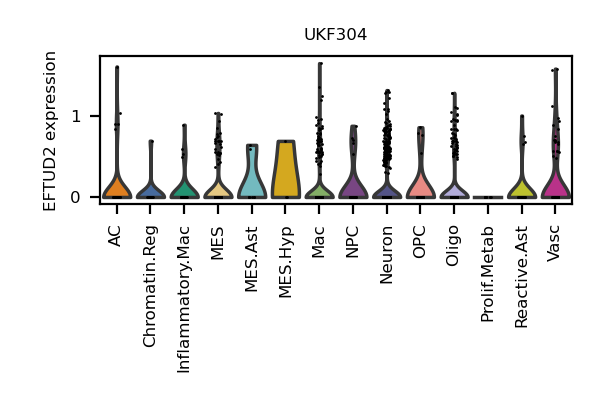 UKF304
EFTUD2 expression
1
0
AC
Chromatin.Reg
Inflammatory.Mac
MES
MES.Ast
MES.Hyp
Mac
NPC
Neuron
OPC
Oligo
Prolif.Metab
Reactive.Ast
Vasc